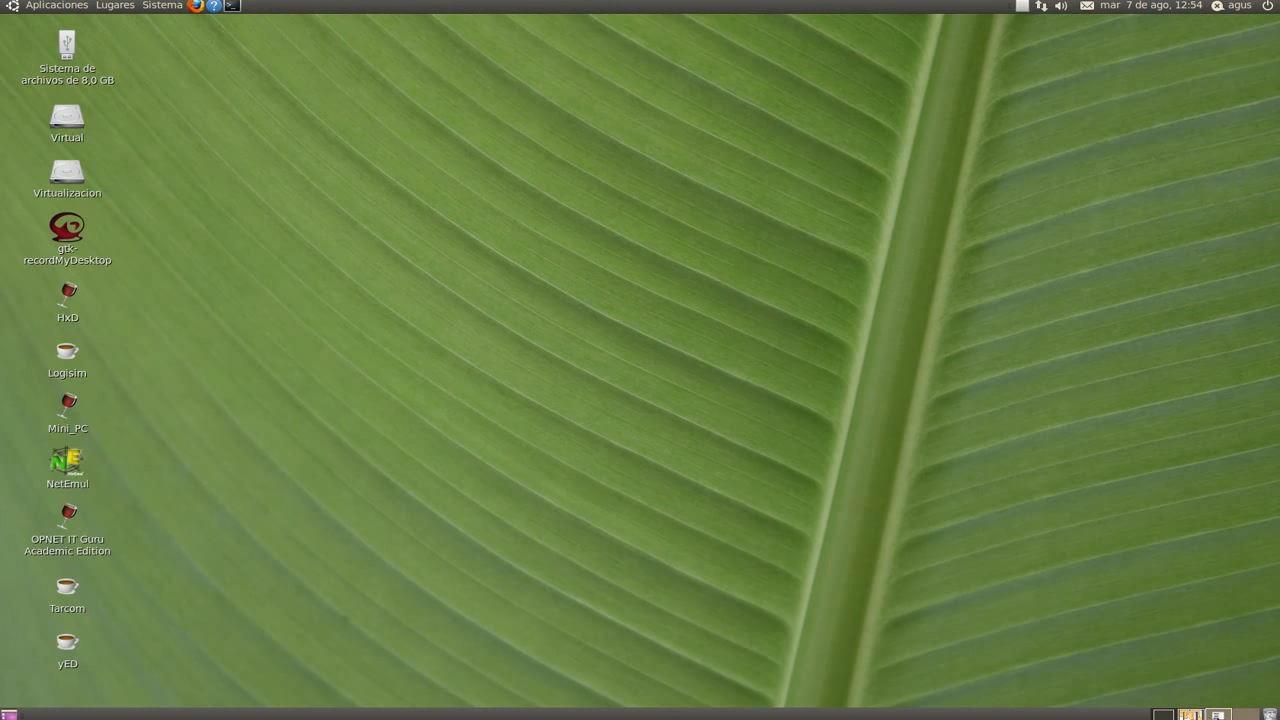 Aplicaciones Lugares Sistema
mar 7 de ago, 12:54 agus
Sistema de
archivos de 8,0 GB
Virtual
Virtualizacion
gtk-
recordMyDesktop
HxD
Logisim
Mini_PC
NE
NetEmul
OPNET IT Guru
Academic Edition
Tarcom
yED